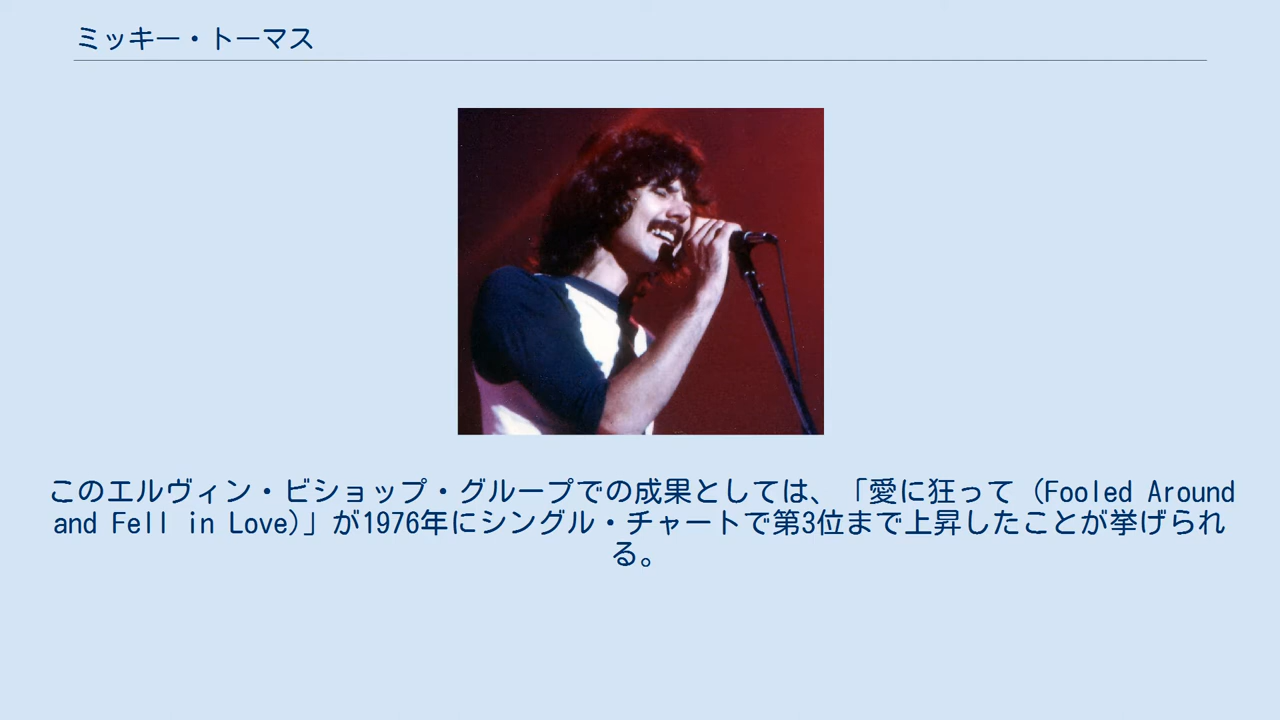 ミッキー・トーマス
このエルヴィン・ビショップ・グループでの成果としては、「愛に狂って（Fooled Around
and Fell in Love)」が1976年にシングル・チャートで第3位まで上昇したことが挙げられ
る。